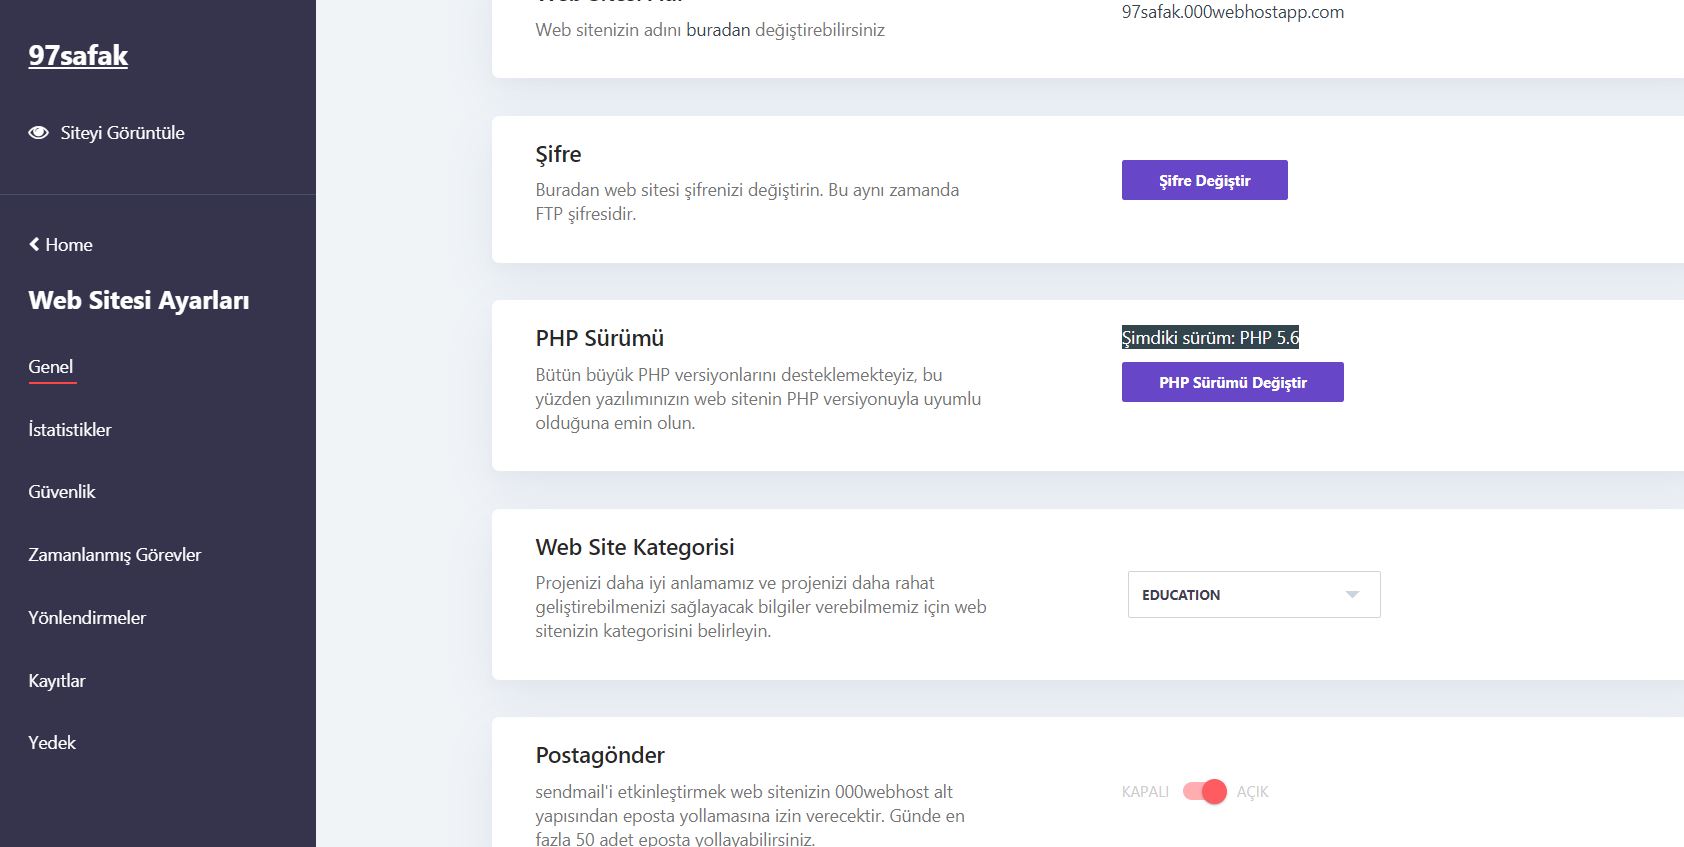 97safak
Siteyi Görüntüle
Home
Web Sitesi Ayarları
Genel
İstatistikler
Güvenlik
Zamanlanmış Görevler
Yönlendirmeler
Kayıtlar
Yedek
Web sitenizin adını buradan değiştirebilirsiniz
97safak.000webhostapp.com
Şifre
Buradan web sitesi şifrenizi değiştirin. Bu aynı zamanda
FTP şifresidir.
Şifre Değiştir
PHP Sürümü
Bütün büyük PHP versiyonlarını desteklemekteyiz, bu
yüzden yazılımınızın web sitenin PHP versiyonuyla uyumlu
olduğuna emin olun.
Şimdiki sürüm: PHP 5.6
PHP Sürümü Değiştir
Web Site Kategorisi
Projenizi daha iyi anlamamız ve projenizi daha rahat
geliştirebilmenizi sağlayacak bilgiler verebilmemiz için web
sitenizin kategorisini belirleyin.
EDUCATION
Postagönder
sendmail'i etkinleştirmek web sitenizin 000webhost alt
yapısından eposta yollamasına izin verecektir. Günde en
fazla 50 adet eposta yollayabilirsiniz.
KAPALI AÇIK